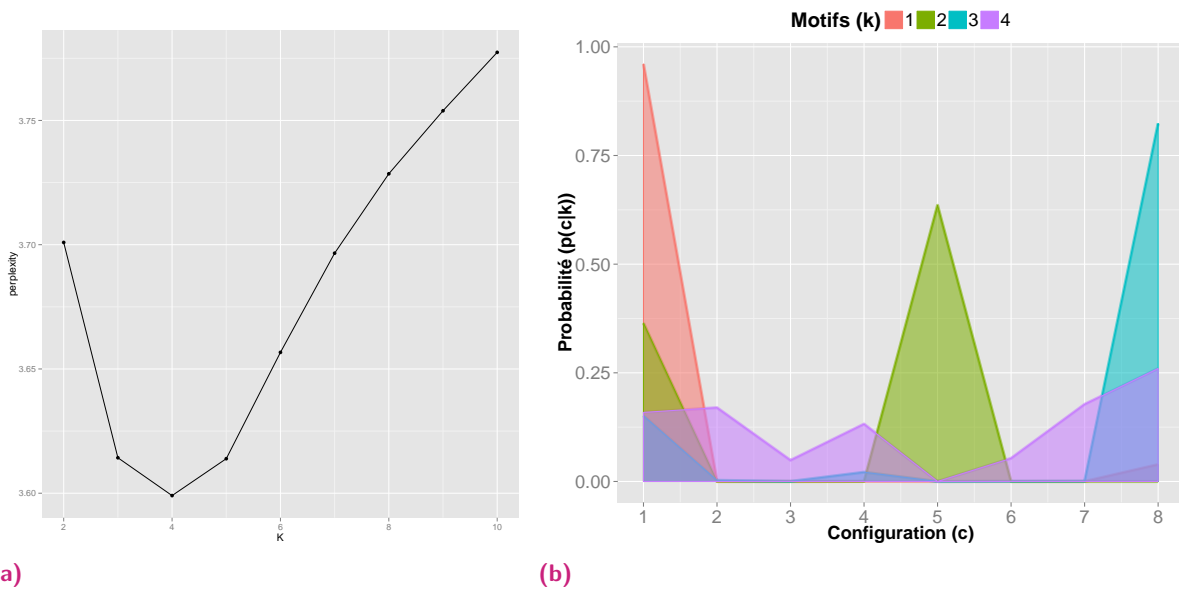 Motifs (k) 1 2 3 4
perplexity
3.75
3.70
3.65
3.60
2 4 6 8 10
K
Probabilité (p(c|k))
1.00
0.75
0.50
0.25
0.00
1 2 3 4 5 6 7 8
Configuration (c)
a)
(b)